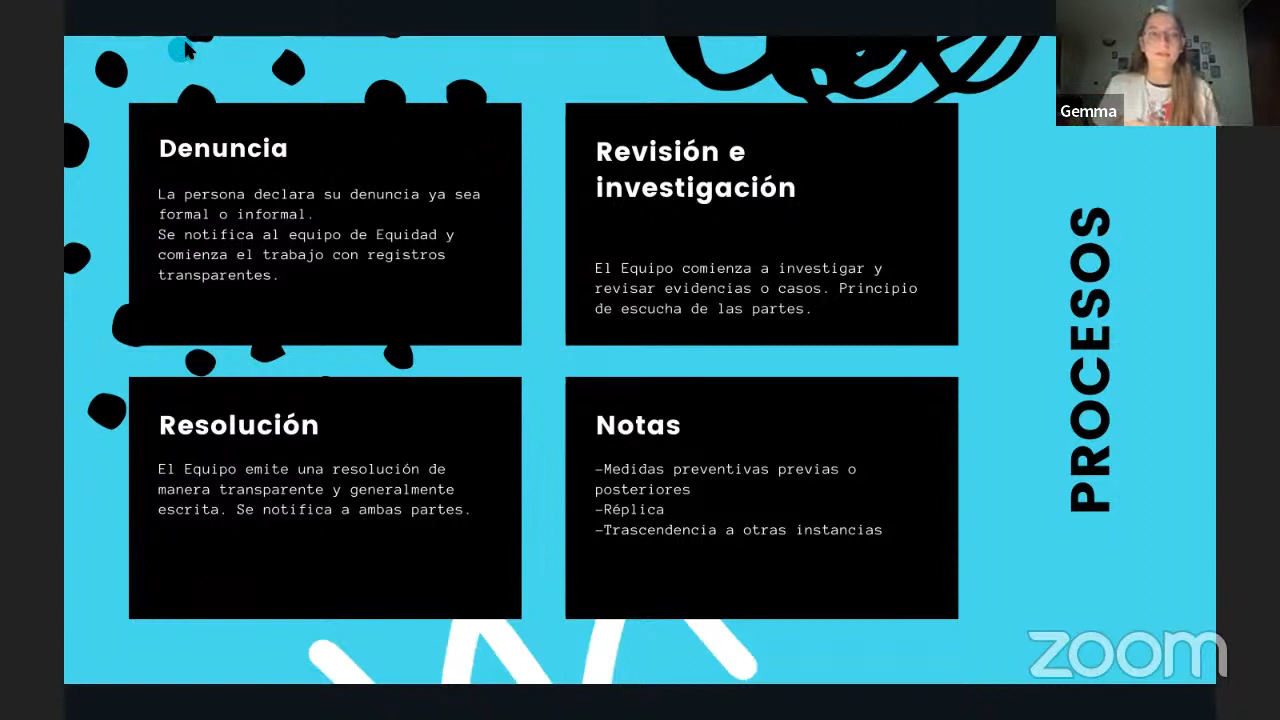 Denuncia
La persona declara su denuncia ya sea
formal o informal.
Se notifica al equipo de Equidad y
comienza el trabajo con registros
transparentes.
Revisión e
investigación
El Equipo comienza a investigar y
revisar evidencias o casos. Principio
de escucha de las partes.
Resolución
El Equipo emite una resolución de
manera transparente y generalmente
escrita. Se notifica a ambas partes.
Notas
-Medidas preventivas previas o
posteriores
-Réplica
-Trascendencia a otras instancias
PROCESOS
Gemma
zoom